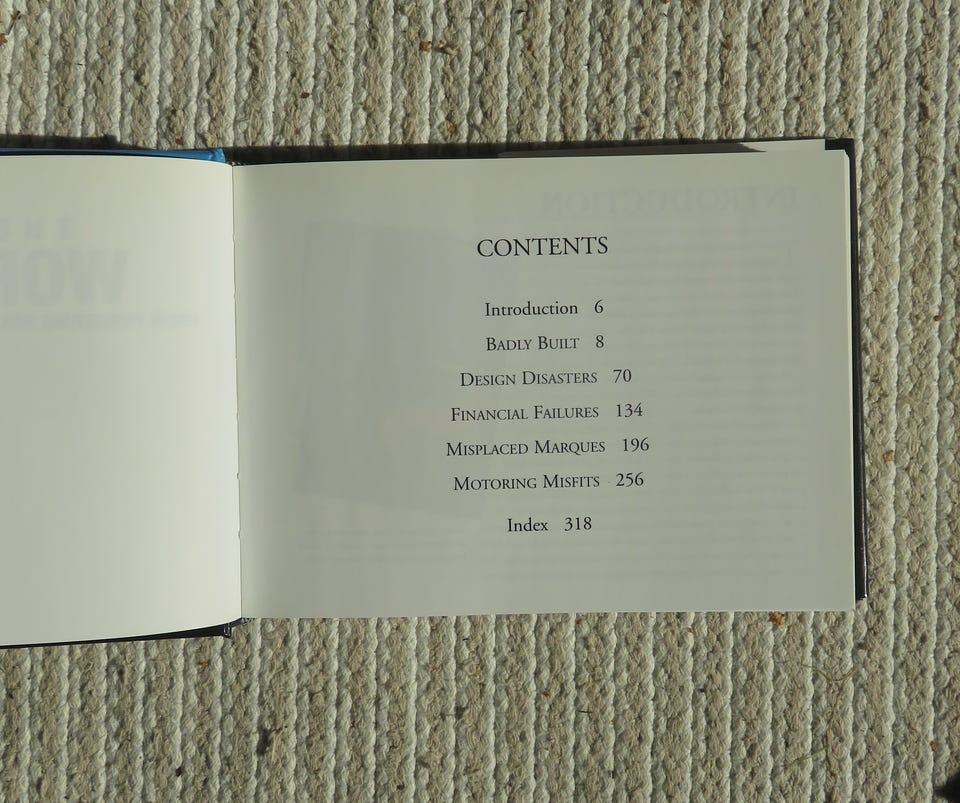 CONTENTS
Introduction 6
BADLY BUILT 8
DESIGN DISASTERS 70
FINANCIAL FAILURES 134
MISPLACED MARQUES 196
MOTORING MISFITS 256
Index 318
INTRODUCTION